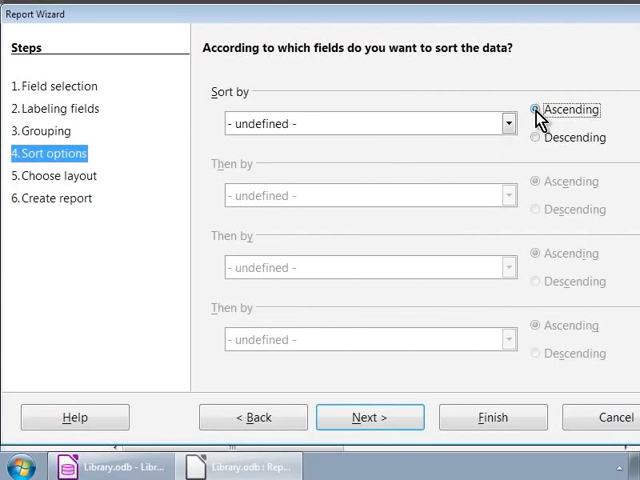 Report Wizard
Steps
According to which fields do you want to sort the data?
1.Field selection
2.Labeling fields
3.Grouping
4.Sort options
5.Choose layout
6.Create report
Sort by
- undefined -
Ascending
Descending
Then by
- undefined -
Ascending
Descending
Then by
- undefined -
Ascending
Descending
Then by
- undefined -
Ascending
Descending
Help
< Back
Next >
Finish
Cancel
Library.odb - Libr...
Library.odb : Rep...